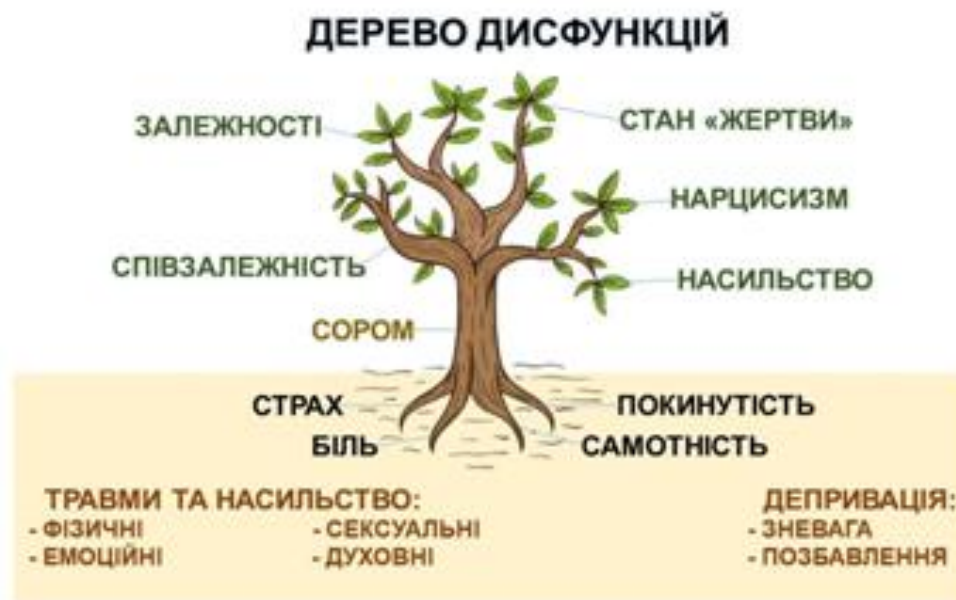 ДЕРЕВО ДИСФУНКЦІЙ
ЗАЛЕЖНОСТІ
СТАН «ЖЕРТВИ»
НАРЦИСИЗМ
СПІВЗАЛЕЖНІСТЬ
НАСИЛЬСТВО
СОРОМ
СТРАХ
ПОКИНУТІСТЬ
БІЛЬ
САМОТНІСТЬ
ТРАВМИ ТА НАСИЛЬСТВО:
- ФІЗИЧНІ
- СЕКСУАЛЬНІ
- ЕМОЦІЙНІ
- ДУХОВНІ
ДЕПРИВАЦІЯ:
- ЗНЕВАГА
- ПОЗБАВЛЕННЯ